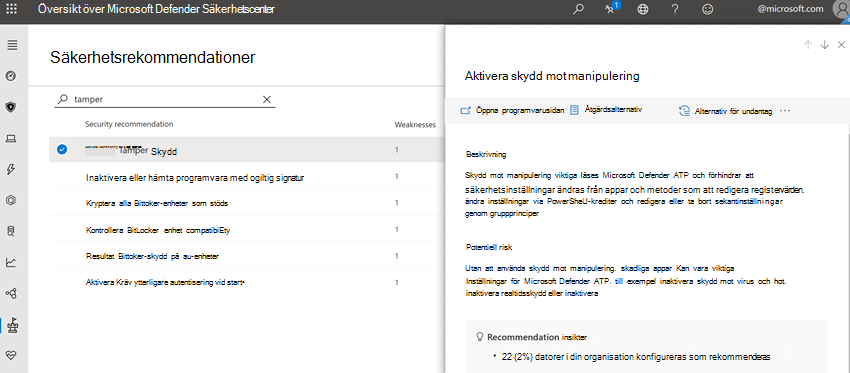 Översikt över Microsoft Defender Säkerhetscenter
1
@microsoft.com
Säkerhetsrekommendationer
tamper
Security recommendation Weaknesses
Tamper Skydd 1
Inaktivera eller hämta programvara med ogiltig signatur 1
Kryptera alla Bittoker-enheter som stöds 1
Kontrollera BitLocker enhet compatibiEty 1
Resultat Bittoker-skydd på au-enheter 1
Aktivera Kräv ytterligare autentisering vid start• 1
Aktivera skydd mot manipulering
Öppna programvarusidan Åtgärdsalternativ Alternativ för undantag ...
Beskrivning
Skydd mot manipulering viktiga låses Microsoft Defender ATP och förhindrar att
säkerhetsinställningar ändras från appar och metoder som att redigera registervärden.
ändra inställningar via PowerSheU-krediter och redigera eller ta bort sekantinställningar
genom gruppprinciper
Potentiell risk
Utan att använda skydd mot manipulering. skadliga appar Kan vara viktiga
Inställningar för Microsoft Defender ATP. till exempel inaktivera skydd mot virus och hot.
inaktivera realtidsskydd eller inaktivera
Recommendation insikter
• 22 (2%) datorer i din organisation konfigureras som rekommenderas